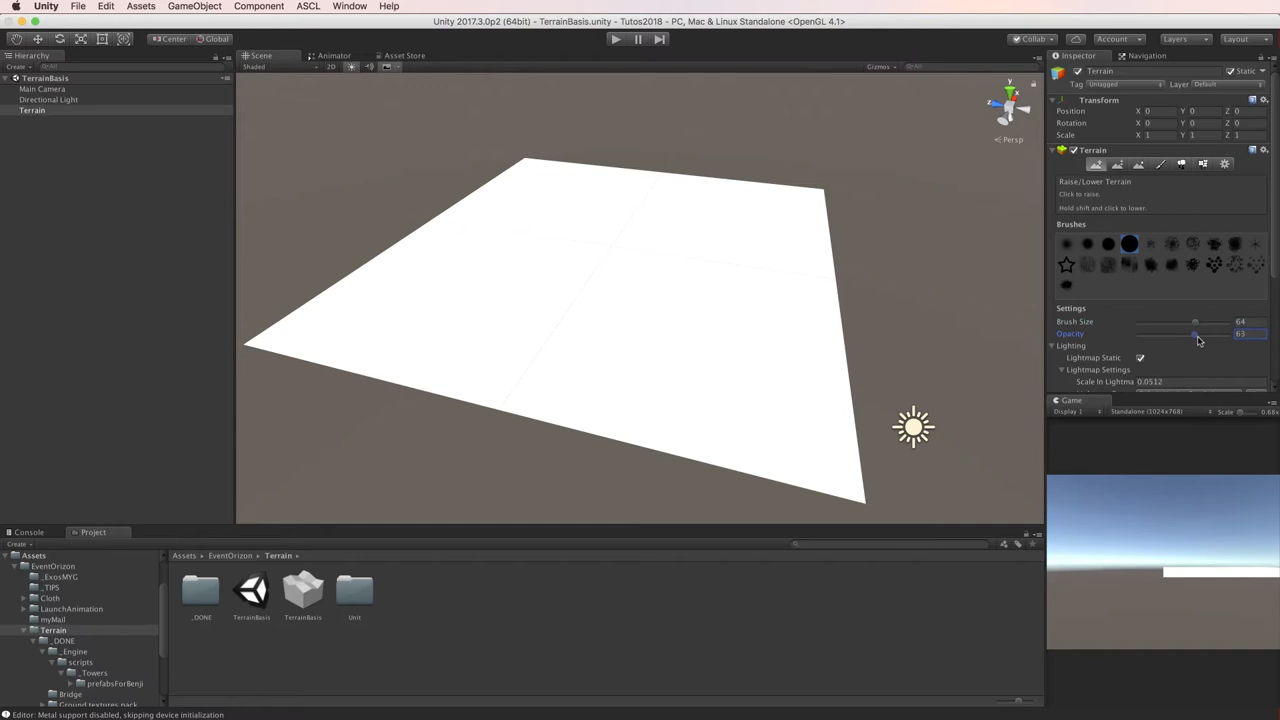 Unity File Edit Assets GameObject Component ASCL Window Help
Unity 2017.3.0p2 (64bit) - TerrainBasis.unity - Tutos2018 - PC, Mac & Linux Standalone <OpenGL 4.1>
Center Global
Collab Account Layers Layout
Hierarchy
Create All
TerrainBasis
Main Camera
Directional Light
Terrain
Scene Animator Asset Store
Shaded 2D Gizmos All
y
x
z
Persp
Inspector Navigation
Terrain Static
Tag Untagged Layer Default
Transform
Position X 0 Y 0 Z 0
Rotation X 0 Y 0 Z 0
Scale X 1 Y 1 Z 1
Terrain
Raise/Lower Terrain
Click to raise.
Hold shift and click to lower.
Brushes
Settings
Brush Size 64
Opacity 63
Lighting
Lightmap Static
Lightmap Settings
Scale In Lightma 0.0512
Game
Display 1 Standalone (1024x768) Scale 0.68x
Console Project
Create
Assets
EventOrizon
_ExosMYG
_TIPS
Cloth
LaunchAnimation
myMail
Terrain
_DONE
_Engine
scripts
_Towers
prefabsForBenji
Bridge
Ground textures pack
Assets EventOrizon Terrain
_DONE TerrainBasis TerrainBasis Unit
Editor: Metal support disabled, skipping device initialization